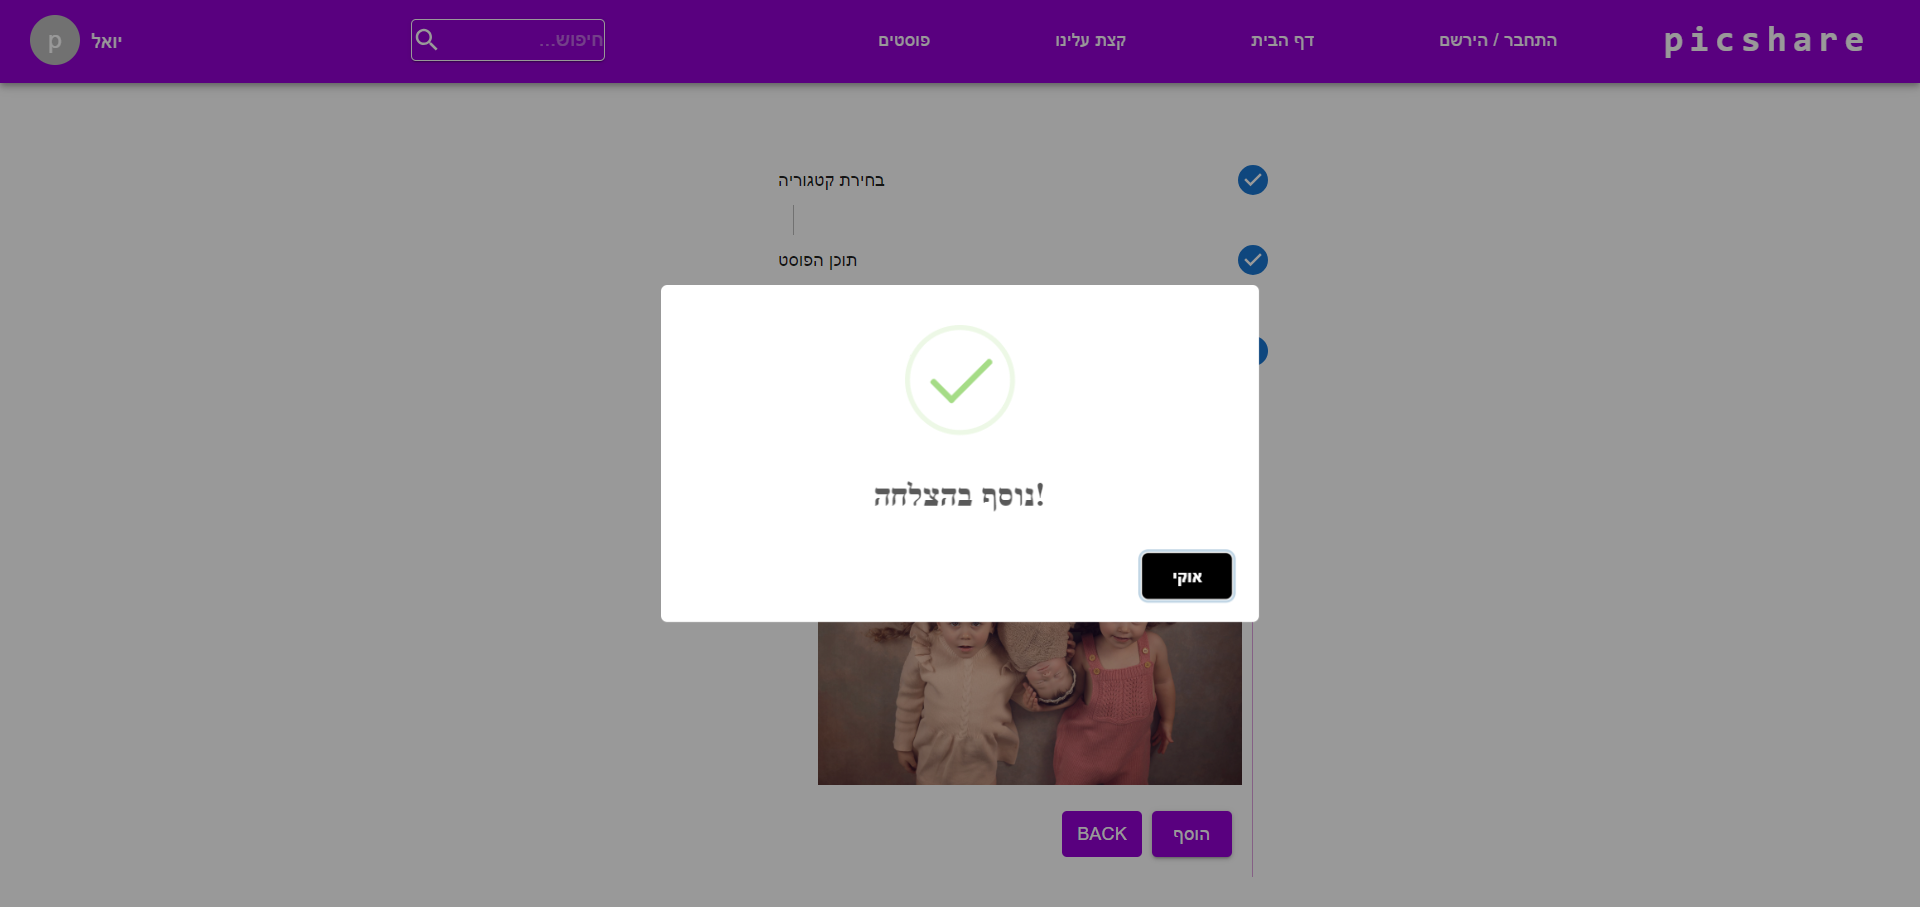 picshare
התחבר / הירשם
דף הבית
קצת עלינו
פוסטים
חיפוש...
יואל
p
בחירת קטגוריה
תוכן הפוסט
נוסף בהצלחה!
אוקי
הוסף
BACK